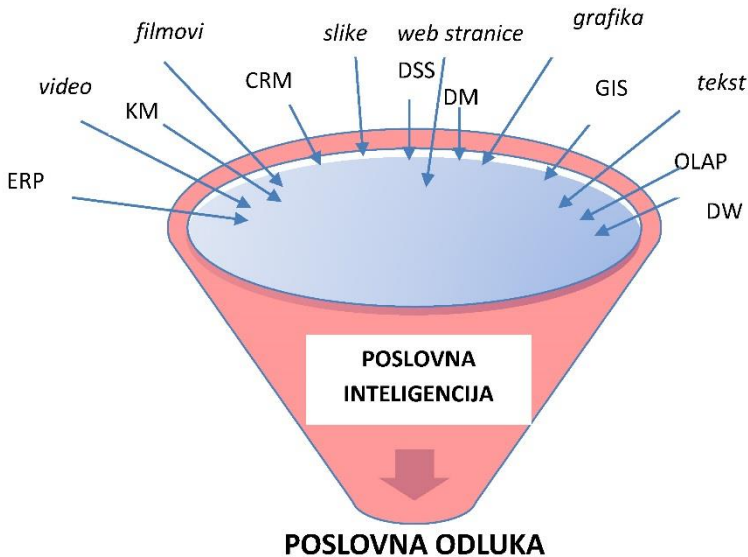 grafika
filmovi
slike
web stranice
CRM
DSS
video
DM
GIS
tekst
KM
OLAP
ERP
DW
POSLOVNA
INTELIGENCIJA
POSLOVNA ODLUKA